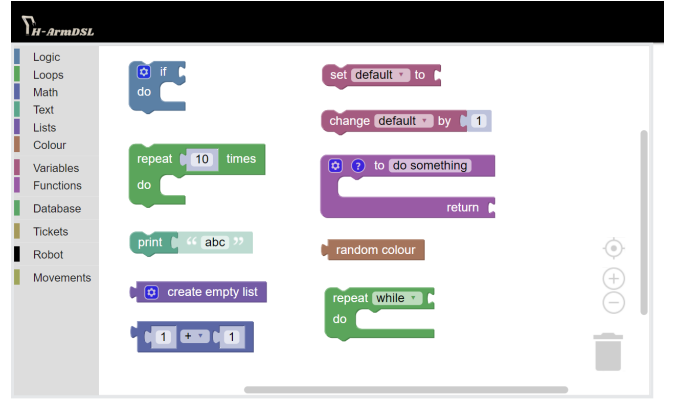 H-ArmDSL
Logic
Loops
Math
Text
Lists
Colour
Variables
Functions
Database
Tickets
Robot
Movements
if
do
repeat 10 times
do
print “ abc ”
create empty list
1 + 1
set default to
change default by 1
? to do something
return
random colour
repeat while
do